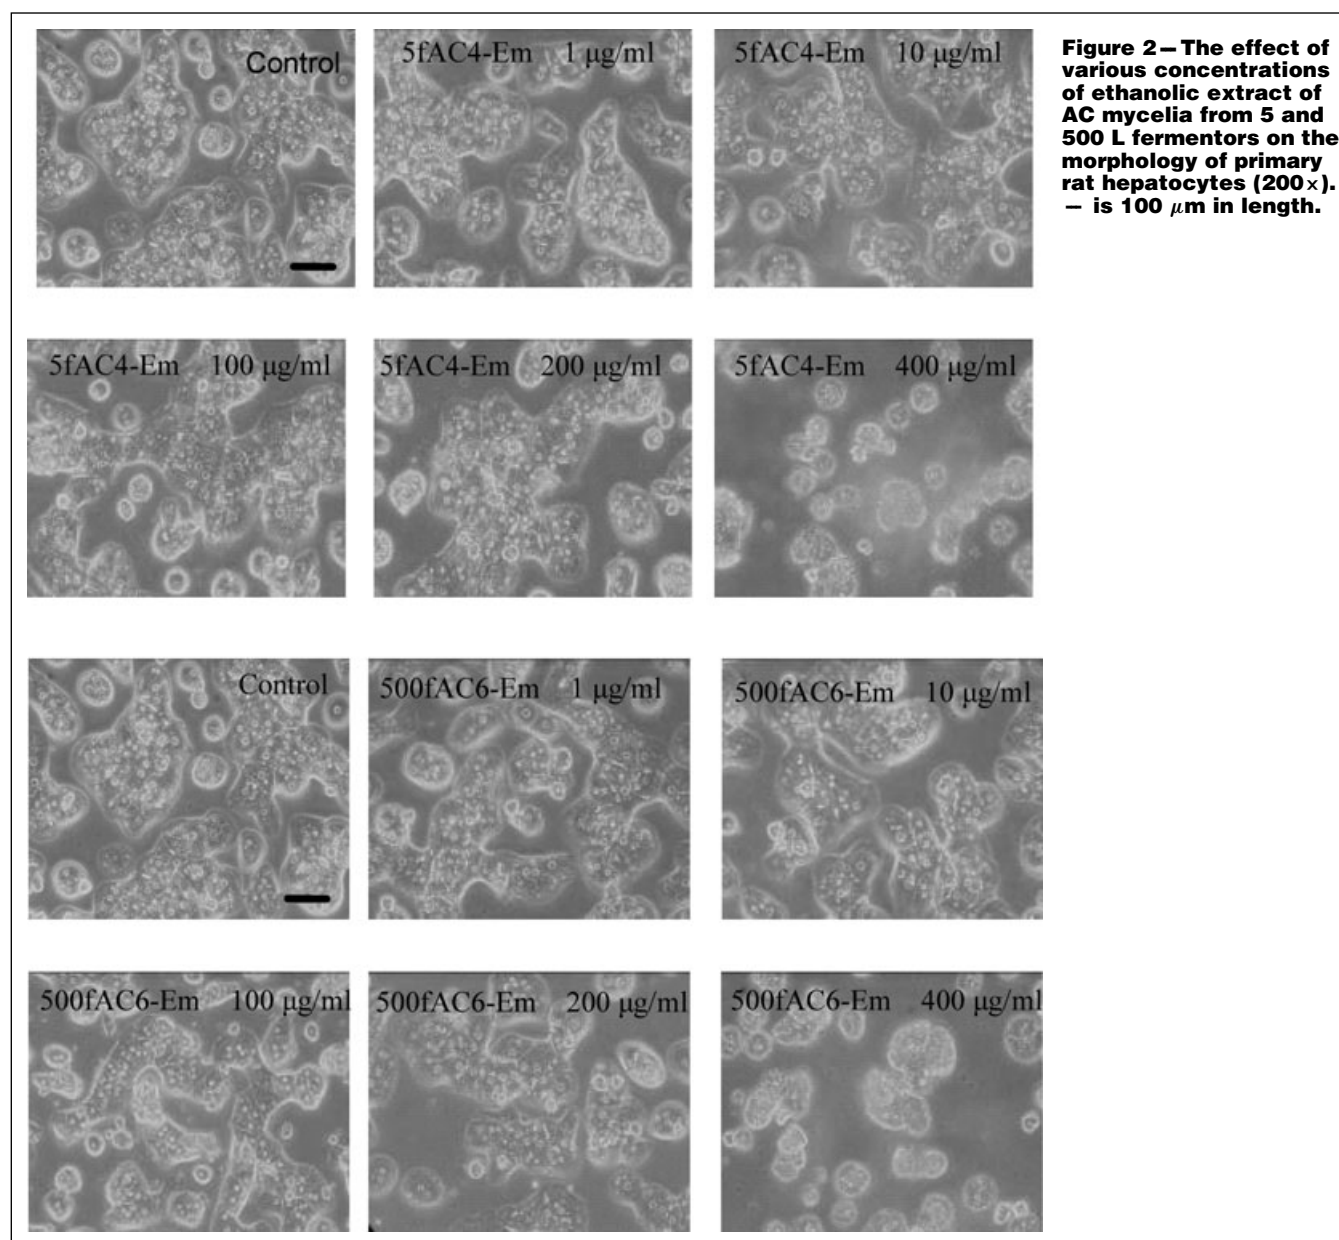 Control
5fAC4-Em 1 μg/ml
5fAC4-Em 10 μg/ml
Figure 2—The effect of
various concentrations
of ethanolic extract of
AC mycelia from 5 and
500 L fermentors on the
morphology of primary
rat hepatocytes (200×).
— is 100 μm in length.
5fAC4-Em 100 μg/ml
5fAC4-Em 200 μg/ml
5fAC4-Em 400 μg/ml
Control
500fAC6-Em 1 μg/ml
500fAC6-Em 10 μg/ml
500fAC6-Em 100 μg/ml
500fAC6-Em 200 μg/ml
500fAC6-Em 400 μg/ml